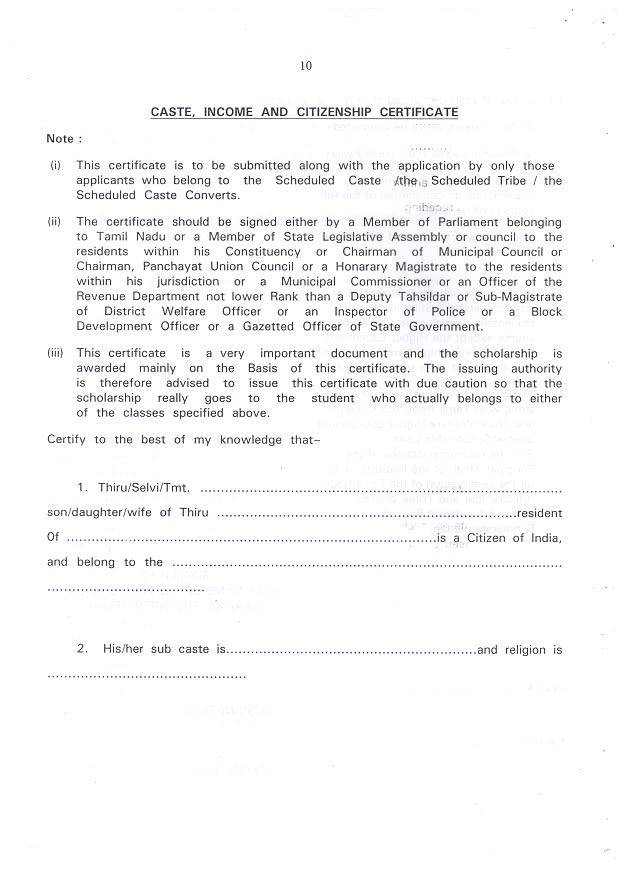 10
CASTE, INCOME AND CITIZENSHIP CERTIFICATE
Note :
(i) This certificate is to be submitted along with the application by only those
applicants who belong to the Scheduled Caste /the Scheduled Tribe / the
Scheduled Caste Converts.
(ii) The certificate should be signed either by a Member of Parliament belonging
to Tamil Nadu or a Member of State Legislative Assembly or council to the
residents within his Constituency or Chairman of Municipal Council or
Chairman, Panchayat Union Council or a Honarary Magistrate to the residents
within his jurisdiction or a Municipal Commissioner or an Officer of the
Revenue Department not lower Rank than a Deputy Tahsildar or Sub-Magistrate
of District Welfare Officer or an Inspector of Police or a Block
Development Officer or a Gazetted Officer of State Government.
(iii) This certificate is a very important document and the scholarship is
awarded mainly on the Basis of this certificate. The issuing authority
is therefore advised to issue this certificate with due caution so that the
scholarship really goes to the student who actually belongs to either
of the classes specified above.
Certify to the best of my knowledge that–
1. Thiru/Selvi/Tmt. ........................................................................................
son/daughter/wife of Thiru ........................................................................resident
Of .........................................................................................is a Citizen of India,
and belong to the ..............................................................................................
......................................
2. His/her sub caste is............................................................and religion is
................................................